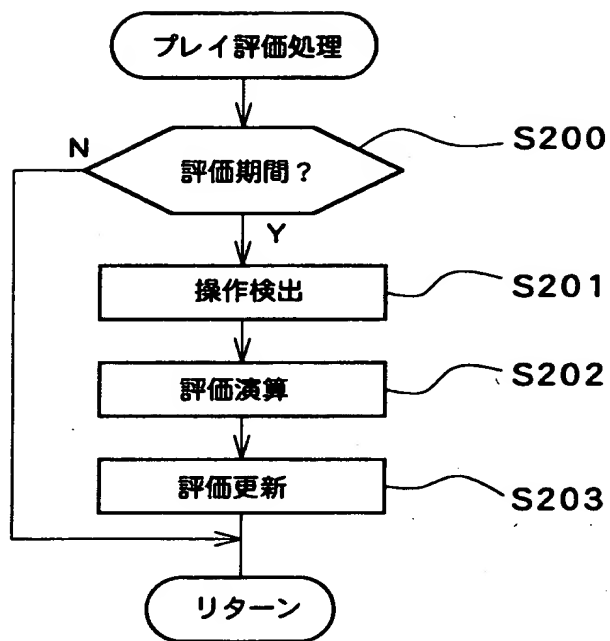 プレイ評価処理
N
評価期間？
S200
Y
操作検出
S201
評価演算
S202
評価更新
S203
リターン